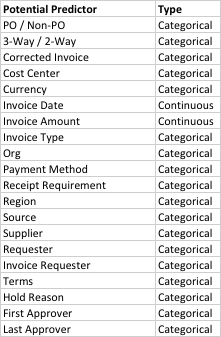 Potential Predictor Type
PO / Non-PO Categorical
3-Way / 2-Way Categorical
Corrected Invoice Categorical
Cost Center Categorical
Currency Categorical
Invoice Date Continuous
Invoice Amount Continuous
Invoice Type Categorical
Org Categorical
Payment Method Categorical
Receipt Requirement Categorical
Region Categorical
Source Categorical
Supplier Categorical
Requester Categorical
Invoice Requester Categorical
Terms Categorical
Hold Reason Categorical
First Approver Categorical
Last Approver Categorical